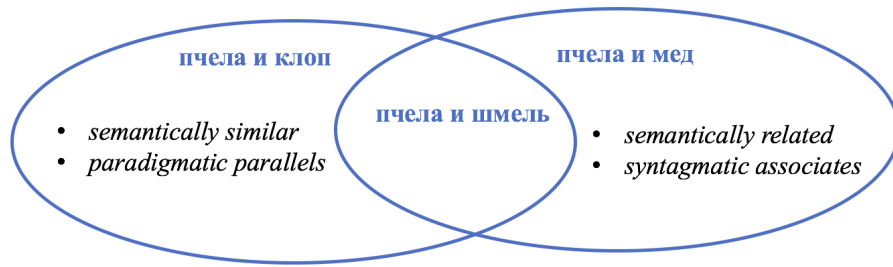 пчела и клоп
пчела и мед
пчела и шмель
• semantically similar
• paradigmatic parallels
• semantically related
• syntagmatic associates